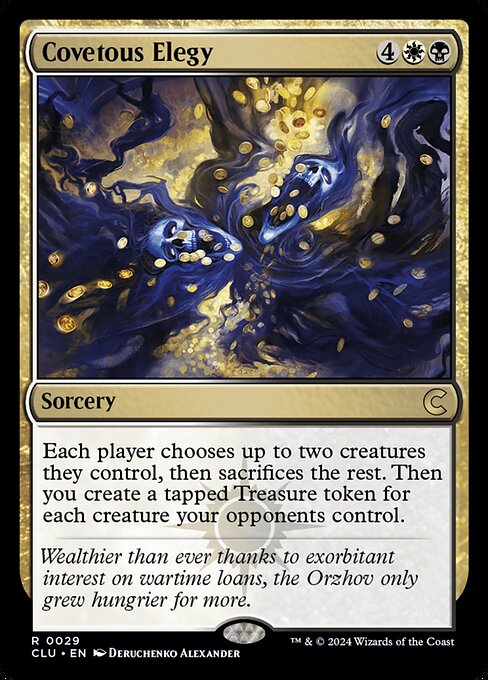 Covetous Elegy 4
Sorcery
Each player chooses up to two creatures
they control, then sacrifices the rest. Then
you create a tapped Treasure token for
each creature your opponents control.
Wealthier than ever thanks to exorbitant
interest on wartime loans, the Orzhov only
grew hungrier for more.
R 0029
™ & © 2024 Wizards of the Coast
CLU • EN Deruchenko Alexander